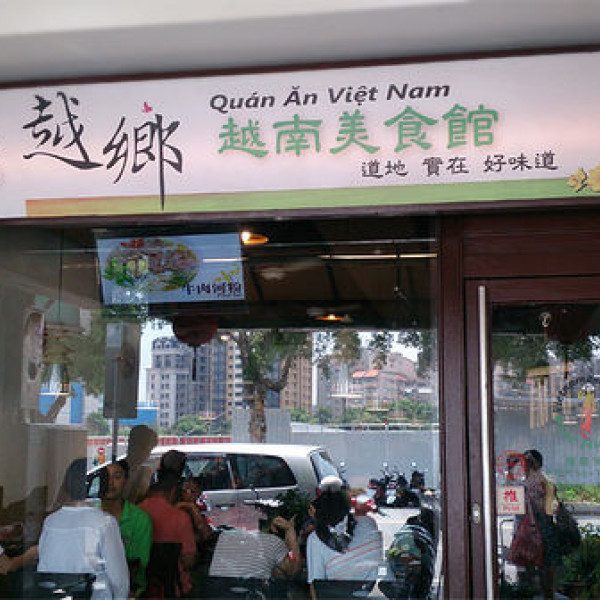 越鄉
Quán Ăn Việt Nam
越南美食館
道地 實在 好味道
牛肉河粉
推